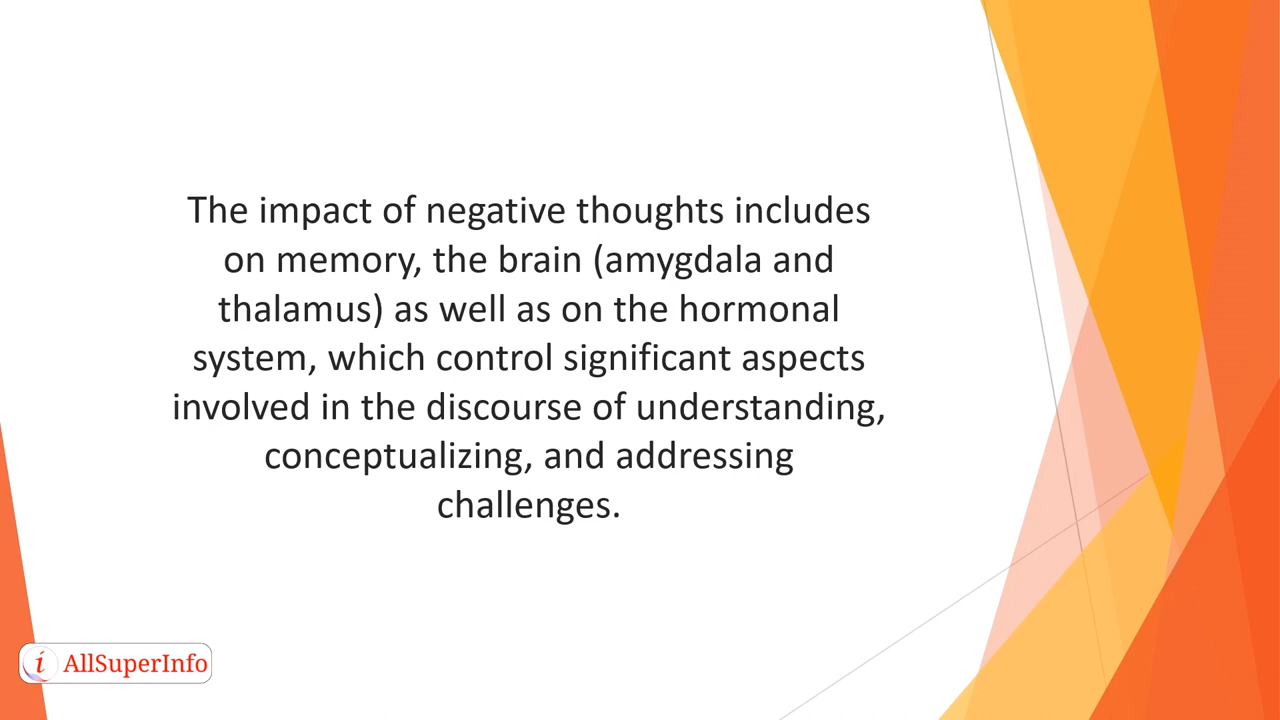 The impact of negative thoughts includes
on memory, the brain (amygdala and
thalamus) as well as on the hormonal
system, which control significant aspects
involved in the discourse of understanding,
conceptualizing, and addressing
challenges.
i AllSuperInfo